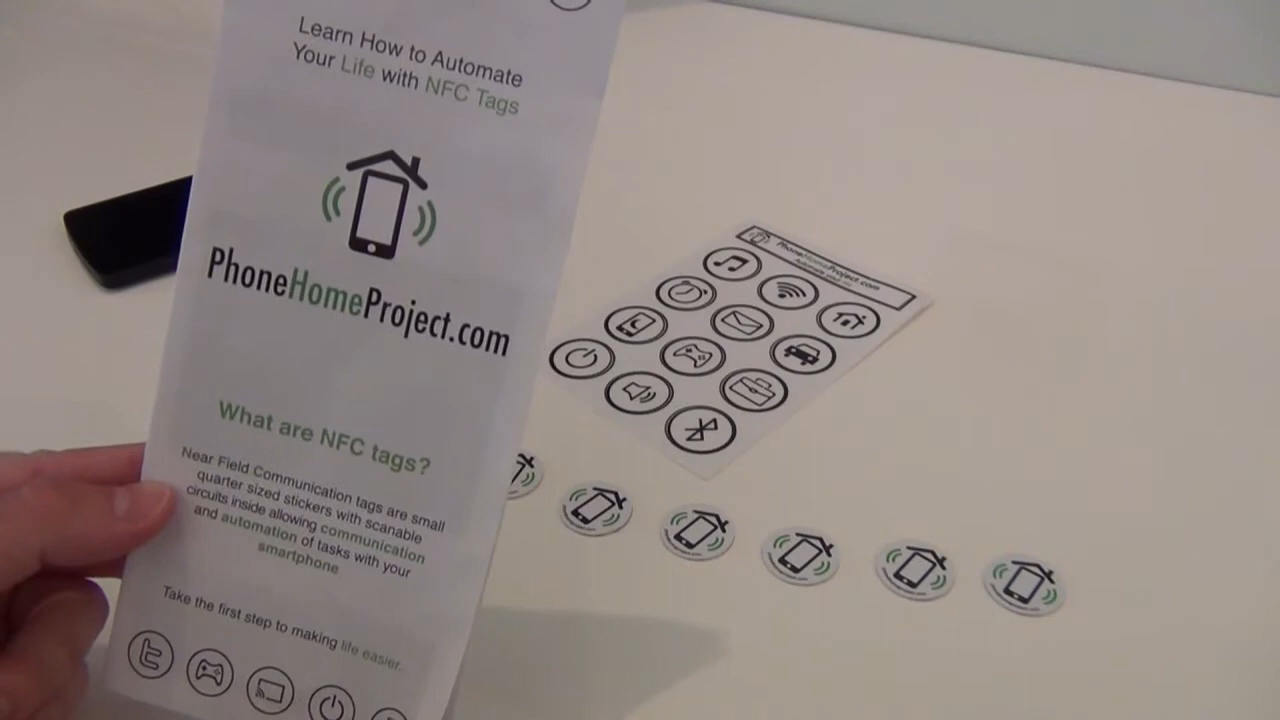 Learn How to Automate
Your Life with NFC Tags
PhoneHomeProject.com
What are NFC tags?
Near Field Communication tags are small
quarter sized stickers with scanable
circuits inside allowing communication
and automation of tasks with your
smartphone
Take the first step to making life easier.
PhoneHomeProject.com